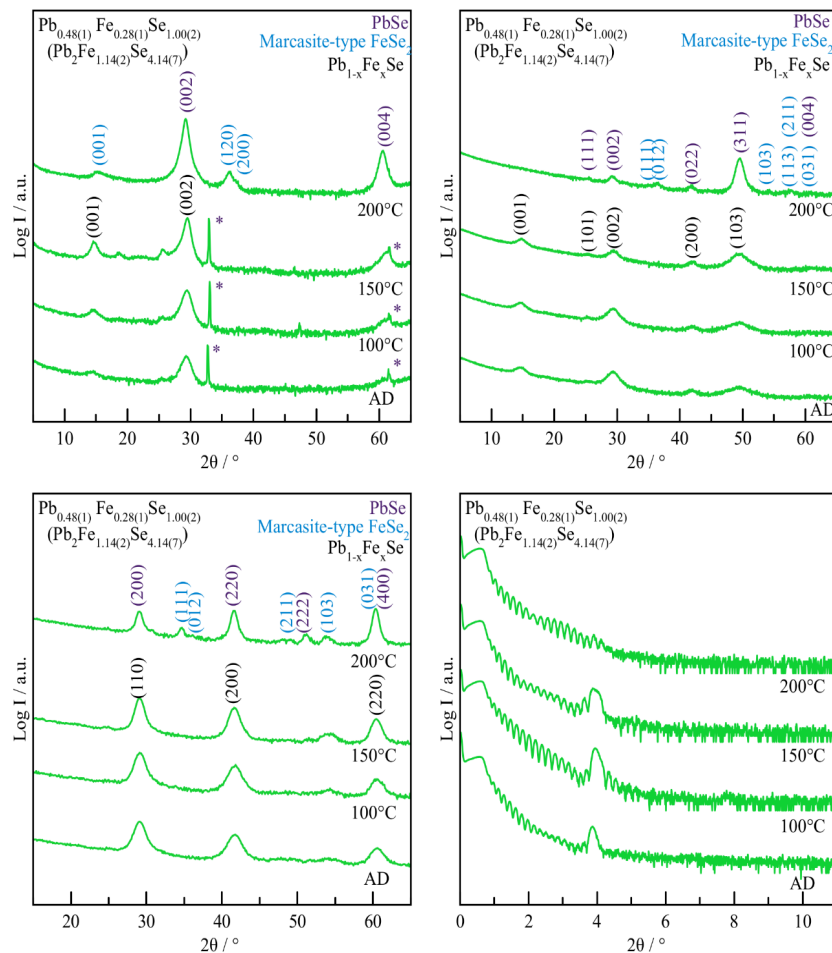 Pb0.48(1) Fe0.28(1)Se1.00(2)
(Pb2Fe1.14(2)Se4.14(7))
PbSe
Marcasite-type FeSe2
Pb1-xFexSe
(001)
(002)
(120)
(200)
(004)
200°C
(001)
(002)
*
*
150°C
*
*
100°C
*
*
AD
Log I / a.u.
10 20 30 40 50 60
2θ / °
Pb0.48(1) Fe0.28(1)Se1.00(2)
(Pb2Fe1.14(2)Se4.14(7))
PbSe
Marcasite-type FeSe2
Pb1-xFexSe
(111)
(002)
(111)
(012)
(022)
(311)
(103)
(211)
(113)
(004)
(031)
200°C
(001)
(101)
(002)
(200)
(103)
150°C
100°C
AD
Log I / a.u.
10 20 30 40 50 60
2θ / °
Pb0.48(1) Fe0.28(1)Se1.00(2)
(Pb2Fe1.14(2)Se4.14(7))
PbSe
Marcasite-type FeSe2
Pb1-xFexSe
(200)
(111)
(012)
(220)
(211)
(222)
(103)
(031)
(400)
200°C
(110)
(200)
(220)
150°C
100°C
AD
Log I / a.u.
20 30 40 50 60
2θ / °
Pb0.48(1) Fe0.28(1)Se1.00(2)
(Pb2Fe1.14(2)Se4.14(7))
200°C
150°C
100°C
AD
Log I / a.u.
0 2 4 6 8 10
2θ / °